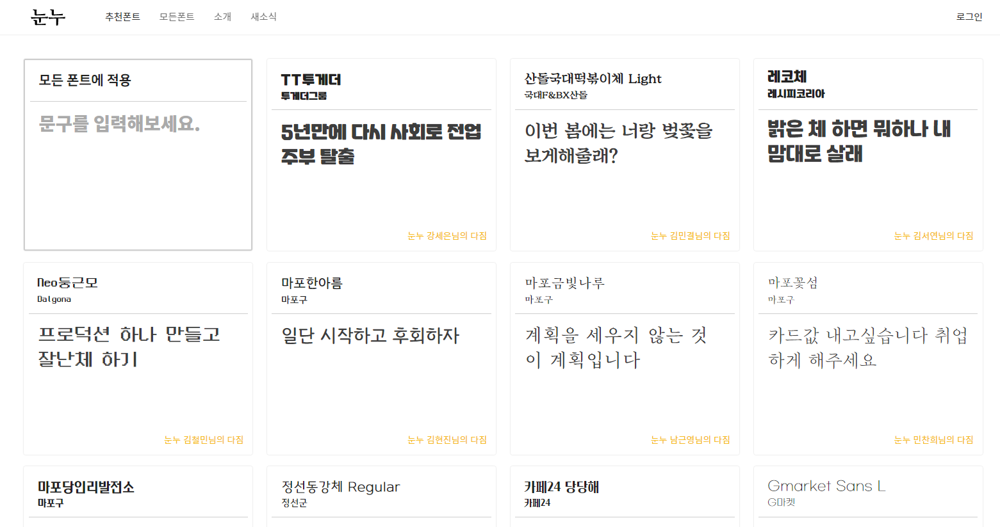 눈누
추천폰트 모든폰트 소개 새소식 로그인
모든 폰트에 적용
문구를 입력해보세요.
TT투게더
투게더그룹
5년만에 다시 사회로 전업
주부 탈출
눈누 강세은님의 다짐
산돌국대떡볶이체 Light
국대F&BX산돌
이번 봄에는 너랑 벚꽃을
보게해줄래?
눈누 김민결님의 다짐
레코체
레시피코리아
밝은 체 하면 뭐하나 내
맘대로 살래
눈누 김서연님의 다짐
Neo둥근모
Dalgona
프로덕션 하나 만들고
잘난체 하기
눈누 김철민님의 다짐
마포한아름
마포구
일단 시작하고 후회하자
눈누 김현진님의 다짐
마포금빛나루
마포구
계획을 세우지 않는 것
이 계획입니다
눈누 남근영님의 다짐
마포꽃섬
마포구
카드값 내고싶습니다 취업
하게 해주세요
눈누 민찬희님의 다짐
마포당인리발전소
마포구
정선동강체 Regular
정선군
카페24 당당해
카페24
Gmarket Sans L
G마켓